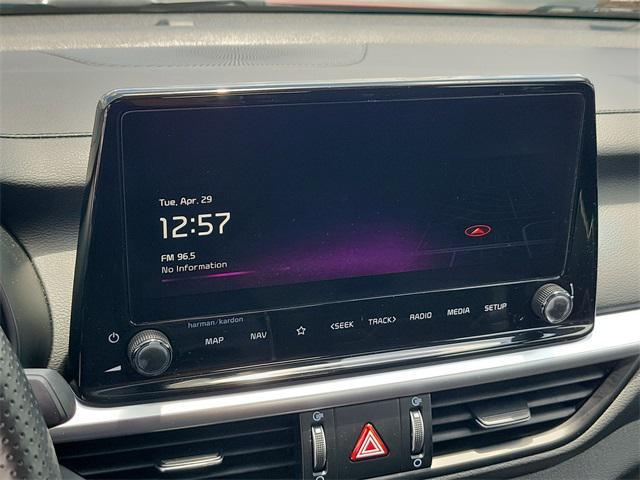 Tue, Apr. 29
12:57
FM 96.5
No Information
harman/kardon
MAP NAV ☆ <SEEK TRACK> RADIO MEDIA SETUP